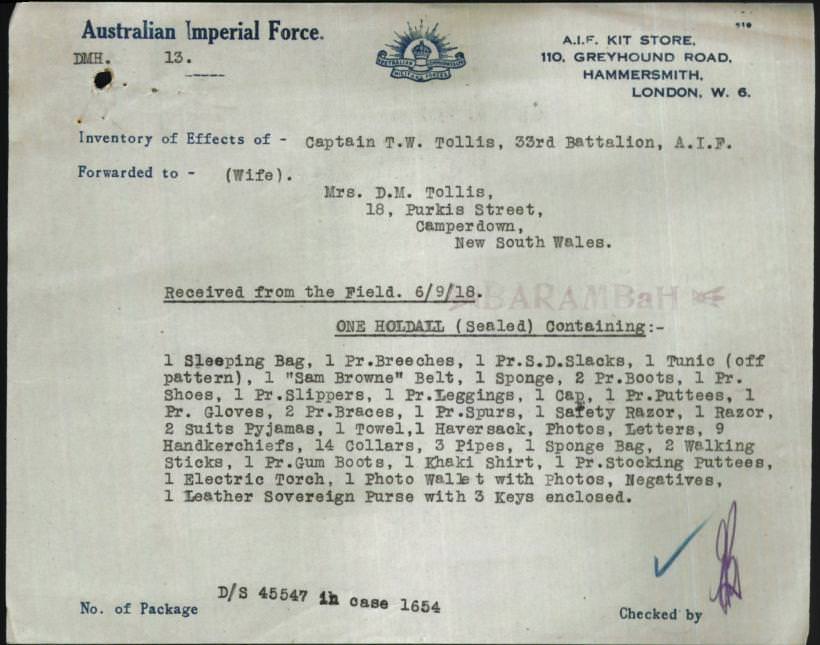 Australian Imperial Force.
DMH. 13.
A.I.F. KIT STORE,
110, GREYHOUND ROAD,
HAMMERSMITH,
LONDON, W. 6.
AUSTRALIAN COMMONWEALTH
MILITARY FORCES
Inventory of Effects of - Captain T.W. Tollis, 33rd Battalion, A.I.F.
Forwarded to - (Wife).
Mrs. D.M. Tollis,
18, Purkis Street,
Camperdown,
New South Wales.
Received from the Field. 6/9/18.
BARAMBaH
ONE HOLDALL (Sealed) Containing:-
1 Sleeping Bag, 1 Pr.Breeches, 1 Pr.S.D.Slacks, 1 Tunic (off
pattern), 1 "Sam Browne" Belt, 1 Sponge, 2 Pr.Boots, 1 Pr.
Shoes, 1 Pr.Slippers, 1 Pr.Leggings, 1 Cap, 1 Pr.Puttees, 1
Pr. Gloves, 2 Pr.Braces, 1 Pr.Spurs, 1 Safety Razor, 1 Razor,
2 Suits Pyjamas, 1 Towel,1 Haversack, Photos, Letters, 9
Handkerchiefs, 14 Collars, 3 Pipes, 1 Sponge Bag, 2 Walking
Sticks, 1 Pr.Gum Boots, 1 Khaki Shirt, 1 Pr.Stocking Puttees,
1 Electric Torch, 1 Photo Wallet with Photos, Negatives,
1 Leather Sovereign Purse with 3 Keys enclosed.
No. of Package D/S 45547 in case 1654
Checked by